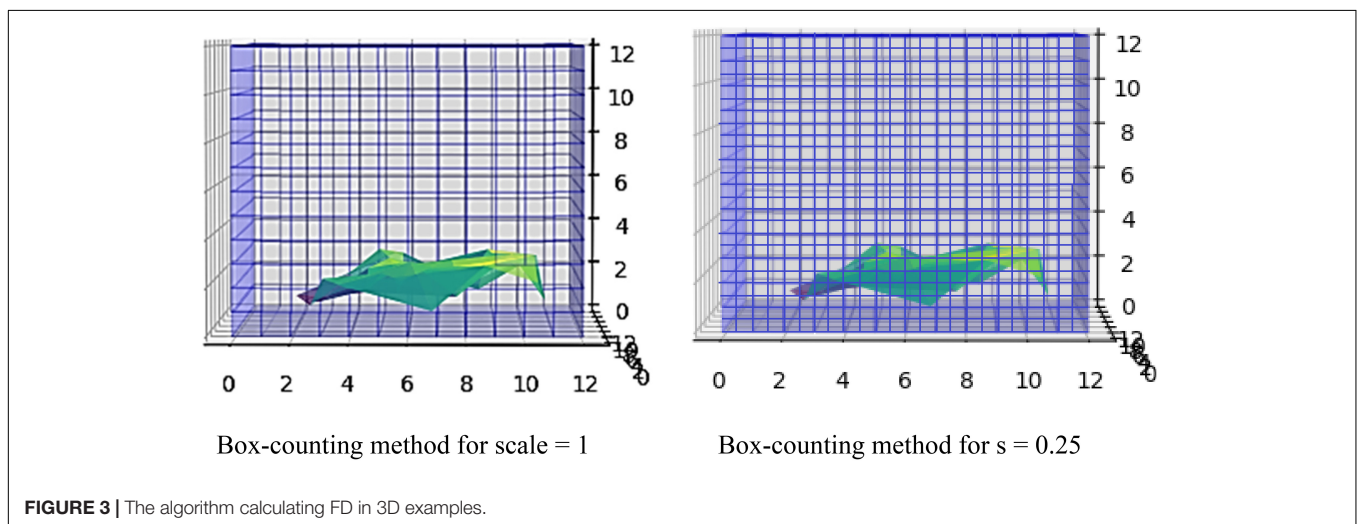 12
10
8
6
4
2
0
0 2 4 6 8 10 12
12
10
8
6
4
2
0
0 2 4 6 8 10 12
Box-counting method for scale = 1
Box-counting method for s = 0.25
FIGURE 3 | The algorithm calculating FD in 3D examples.